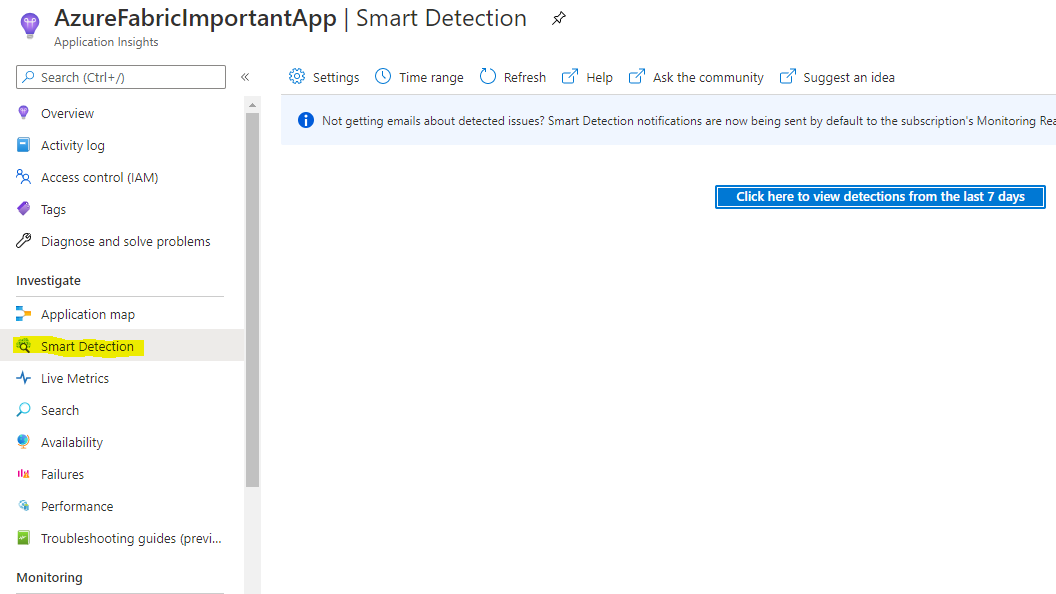 AzureFabricImportantApp | Smart Detection
Application Insights
Search (Ctrl+/)
«
Settings
Time range
Refresh
Help
Ask the community
Suggest an idea
Overview
Activity log
Access control (IAM)
Tags
Diagnose and solve problems
Investigate
Application map
Smart Detection
Live Metrics
Search
Availability
Failures
Performance
Troubleshooting guides (previ...
Monitoring
Not getting emails about detected issues? Smart Detection notifications are now being sent by default to the subscription's Monitoring Rea
Click here to view detections from the last 7 days